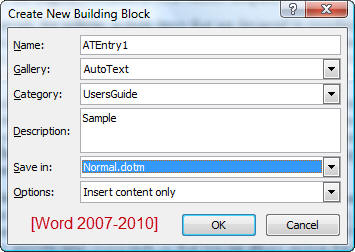 Create New Building Block
Name: ATEntry1
Gallery: AutoText
Category: UsersGuide
Description: Sample
Save in: Normal.dotm
Options: Insert content only
[Word 2007-2010] OK Cancel